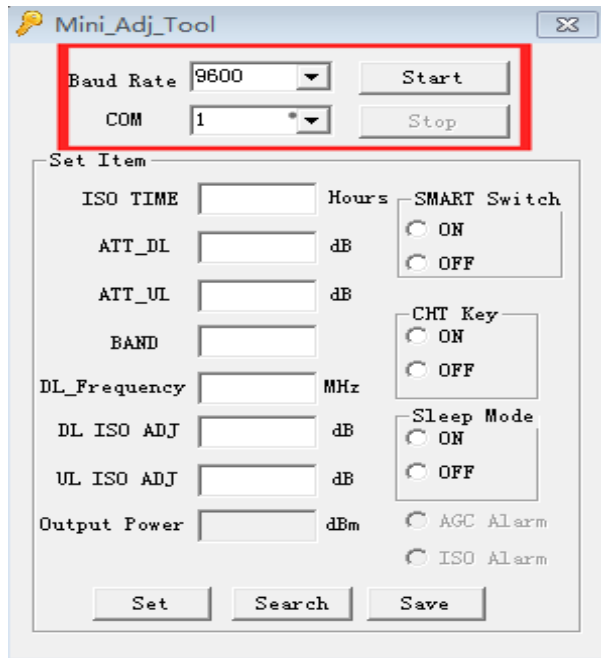 Mini_Adj_Tool
Baud Rate 9600 Start
COM 1 * Stop
Set Item
ISO TIME Hours SMART Switch
ON
ATT_DL dB
OFF
ATT_UL dB
CHT Key
BAND ON
OFF
DL_Frequency MHz
Sleep Mode
DL ISO ADJ dB ON
UL ISO ADJ dB OFF
Output Power dBm AGC Alarm
ISO Alarm
Set Search Save